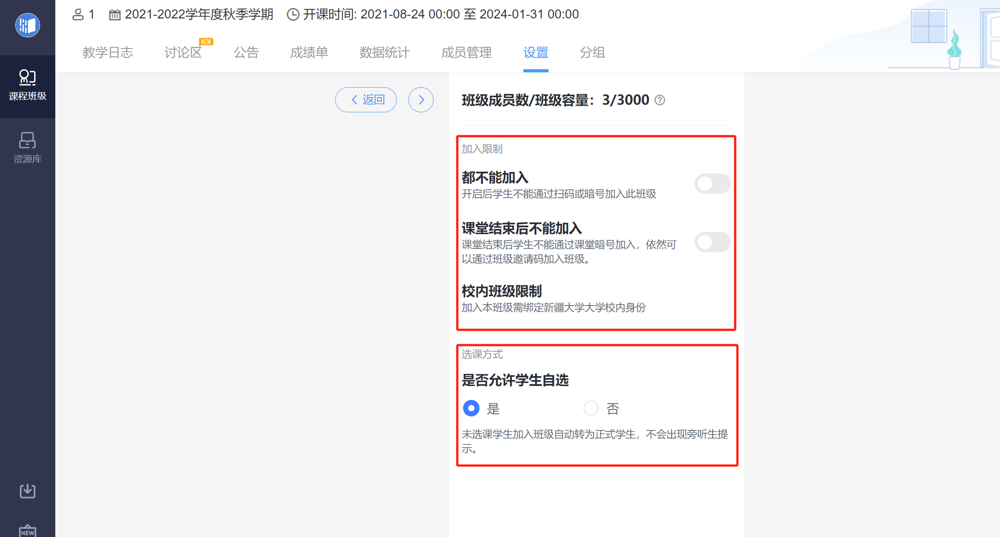 1 2021-2022学年度秋季学期 开课时间: 2021-08-24 00:00 至 2024-01-31 00:00
教学日志 讨论区 NEW 公告 成绩单 数据统计 成员管理 设置 分组
课程班级
资源库
NEW
返回
班级成员数/班级容量：3/3000
加入限制
都不能加入
开启后学生不能通过扫码或暗号加入此班级
课堂结束后不能加入
课堂结束后学生不能通过课堂暗号加入，依然可
以通过班级邀请码加入班级。
校内班级限制
加入本班级需绑定新疆大学大学校内身份
选课方式
是否允许学生自选
是 否
未选课学生加入班级自动转为正式学生，不会出现旁听生提
示。